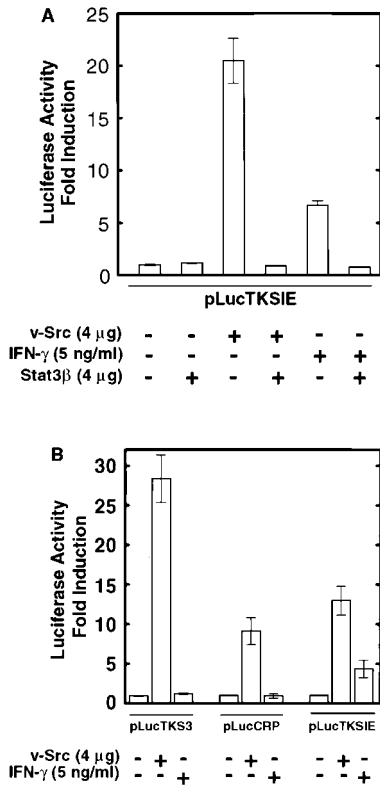 A
25
20
15
10
5
0
Luciferase Activity
Fold Induction
pLucTKSIE
v-Src (4 μg) - - + + - -
IFN-γ (5 ng/ml) - - - - + +
Stat3β (4 μg) - + - + - +
B
30
25
20
15
10
5
0
Luciferase Activity
Fold Induction
pLucTKS3 pLucCRP pLucTKSIE
v-Src (4 μg) - + - - + - - + -
IFN-γ (5 ng/ml) - - + - - + - - +